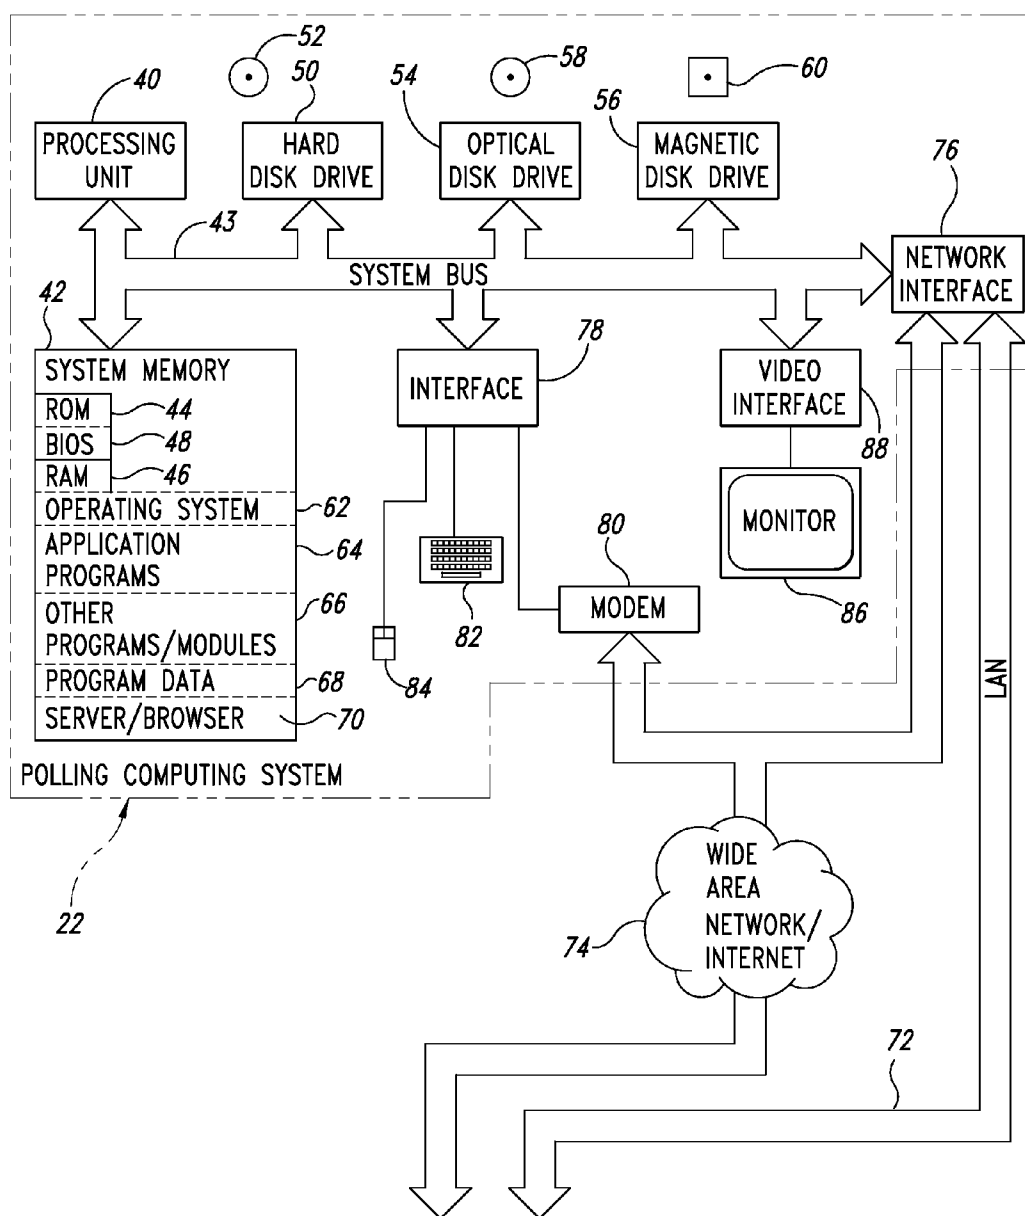 52
58
40
50
54
56
60
PROCESSING
UNIT
HARD
DISK DRIVE
OPTICAL
DISK DRIVE
MAGNETIC
DISK DRIVE
76
43
SYSTEM BUS
NETWORK
INTERFACE
42
SYSTEM MEMORY
ROM
44
BIOS
48
RAM
46
OPERATING SYSTEM
62
APPLICATION
PROGRAMS
64
OTHER
PROGRAMS/MODULES
66
PROGRAM DATA
68
SERVER/BROWSER
70
78
INTERFACE
VIDEO
INTERFACE
88
MONITOR
86
80
MODEM
82
84
LAN
POLLING COMPUTING SYSTEM
22
WIDE
AREA
NETWORK/
INTERNET
74
72